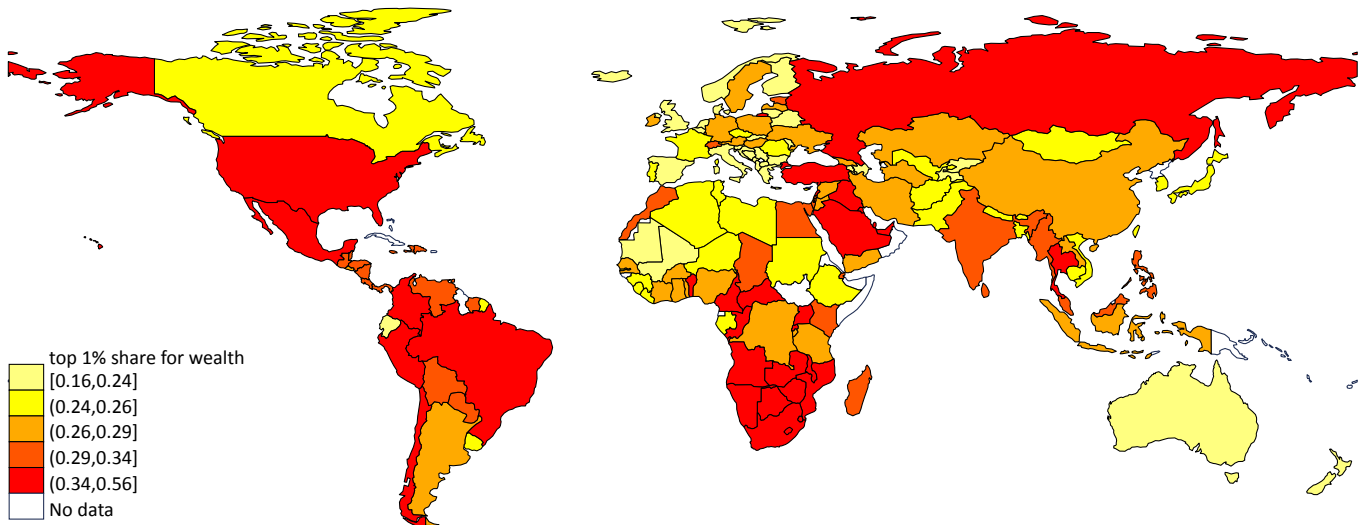 top 1% share for wealth
[0.16,0.24]
(0.24,0.26]
(0.26,0.29]
(0.29,0.34]
(0.34,0.56]
No data